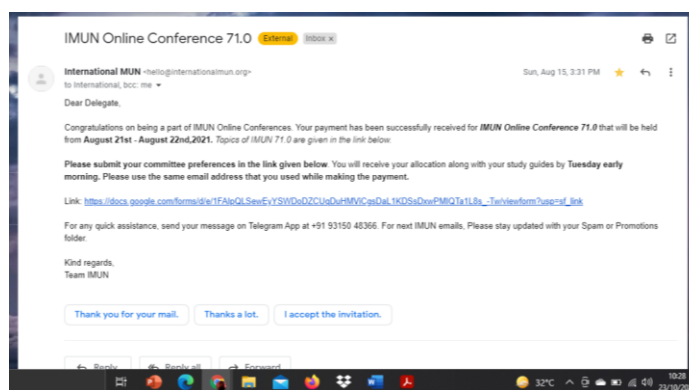 IMUN Online Conference 71.0 External Inbox x
International MUN <hello@internationalmun.org> Sun, Aug 15, 3:31 PM
to International, bcc: me
Dear Delegate,
Congratulations on being a part of IMUN Online Conferences. Your payment has been successfully received for IMUN Online Conference 71.0 that will be held
from August 21st - August 22nd,2021. Topics of IMUN 71.0 are given in the link below:
Please submit your committee preferences in the link given below. You will receive your allocation along with your study guides by Tuesday early
morning. Please use the same email address that you used while making the payment.
Link:
For any quick assistance, send your message on Telegram App at +91 93150 48366. For next IMUN emails, Please stay updated with your Spam or Promotions
folder.
Kind regards,
Team IMUN
Thank you for your mail. Thanks a lot. I accept the invitation.
Reply Reply all Forward
32°C 10:28